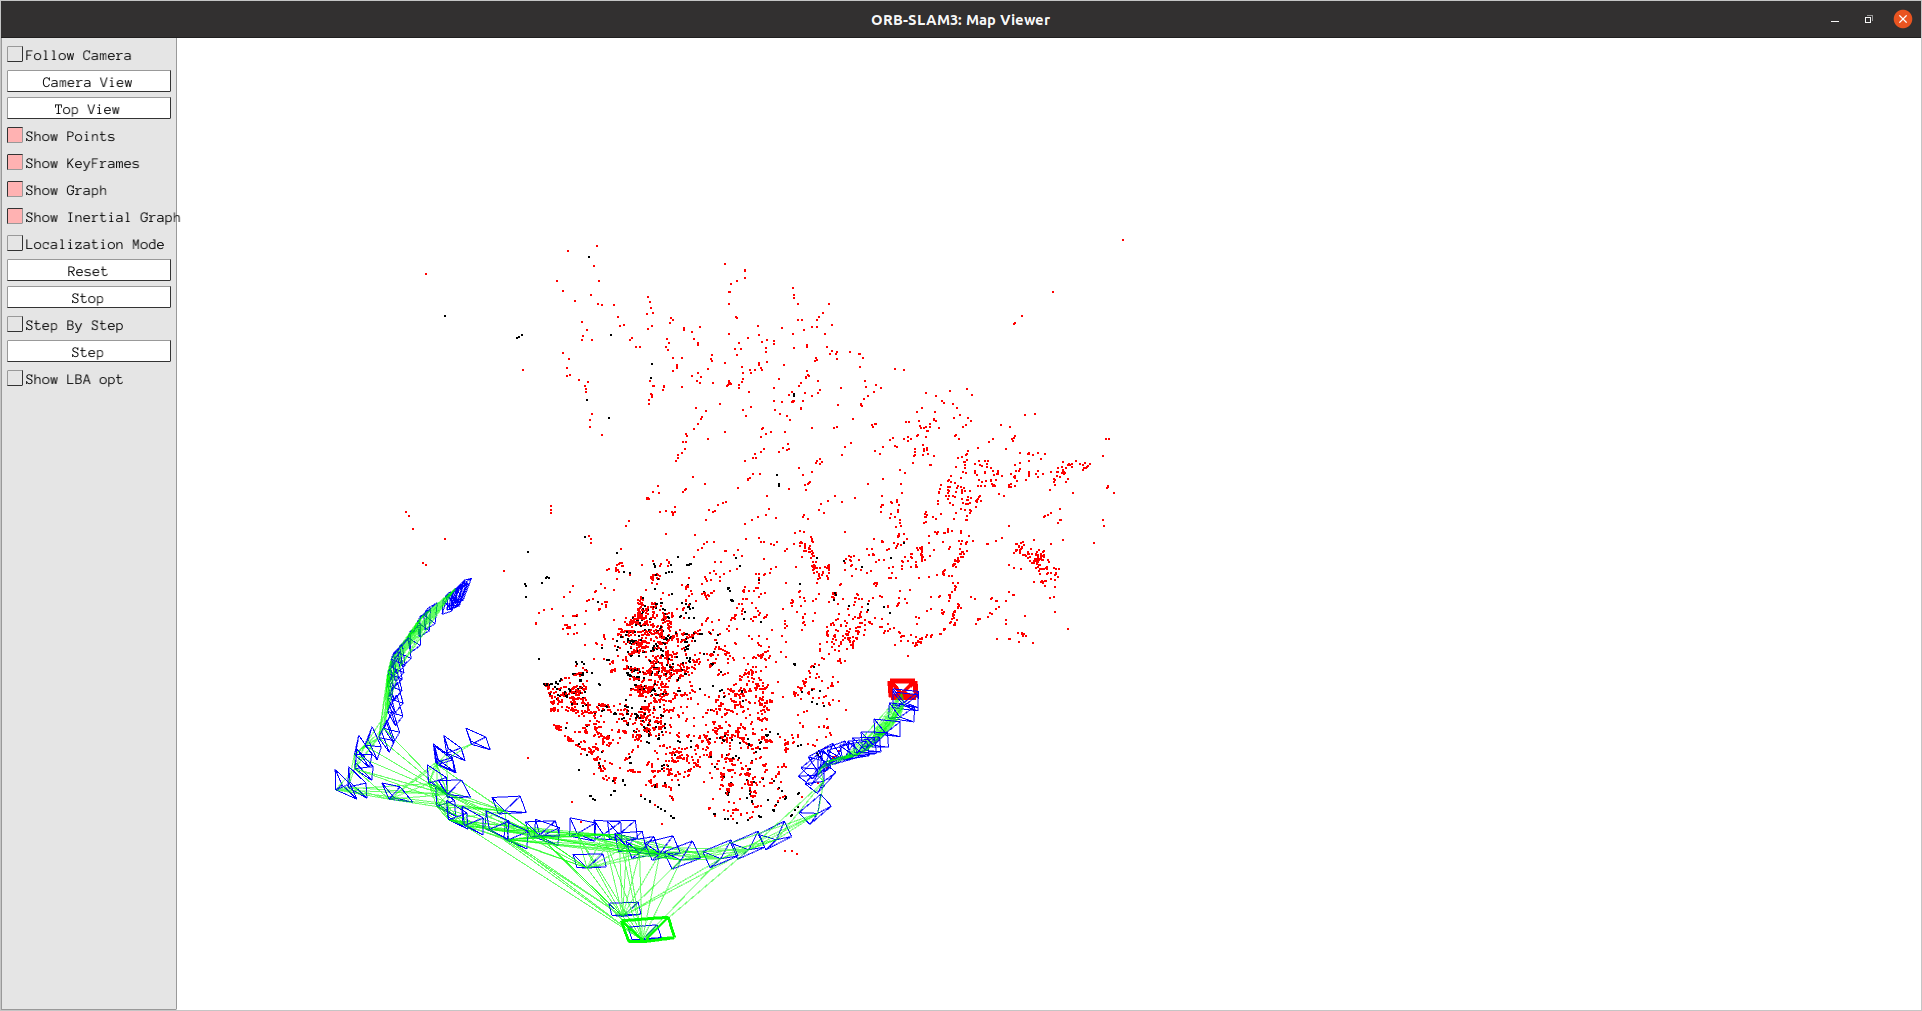 ORB-SLAM3: Map Viewer
Follow Camera
Camera View
Top View
Show Points
Show KeyFrames
Show Graph
Show Inertial Graph
Localization Mode
Reset
Stop
Step By Step
Step
Show LBA opt